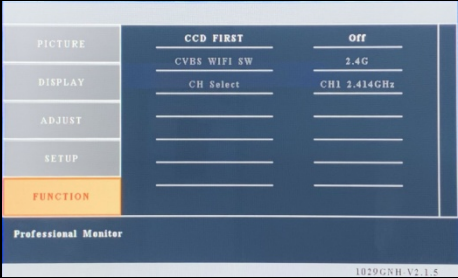 PICTURE
DISPLAY
ADJUST
SETUP
FUNCTION
CCD FIRST Off
CVBS WIFI SW 2.4G
CH Select CH1 2.414GHz
Professional Monitor
1029GNH-V2.1.5